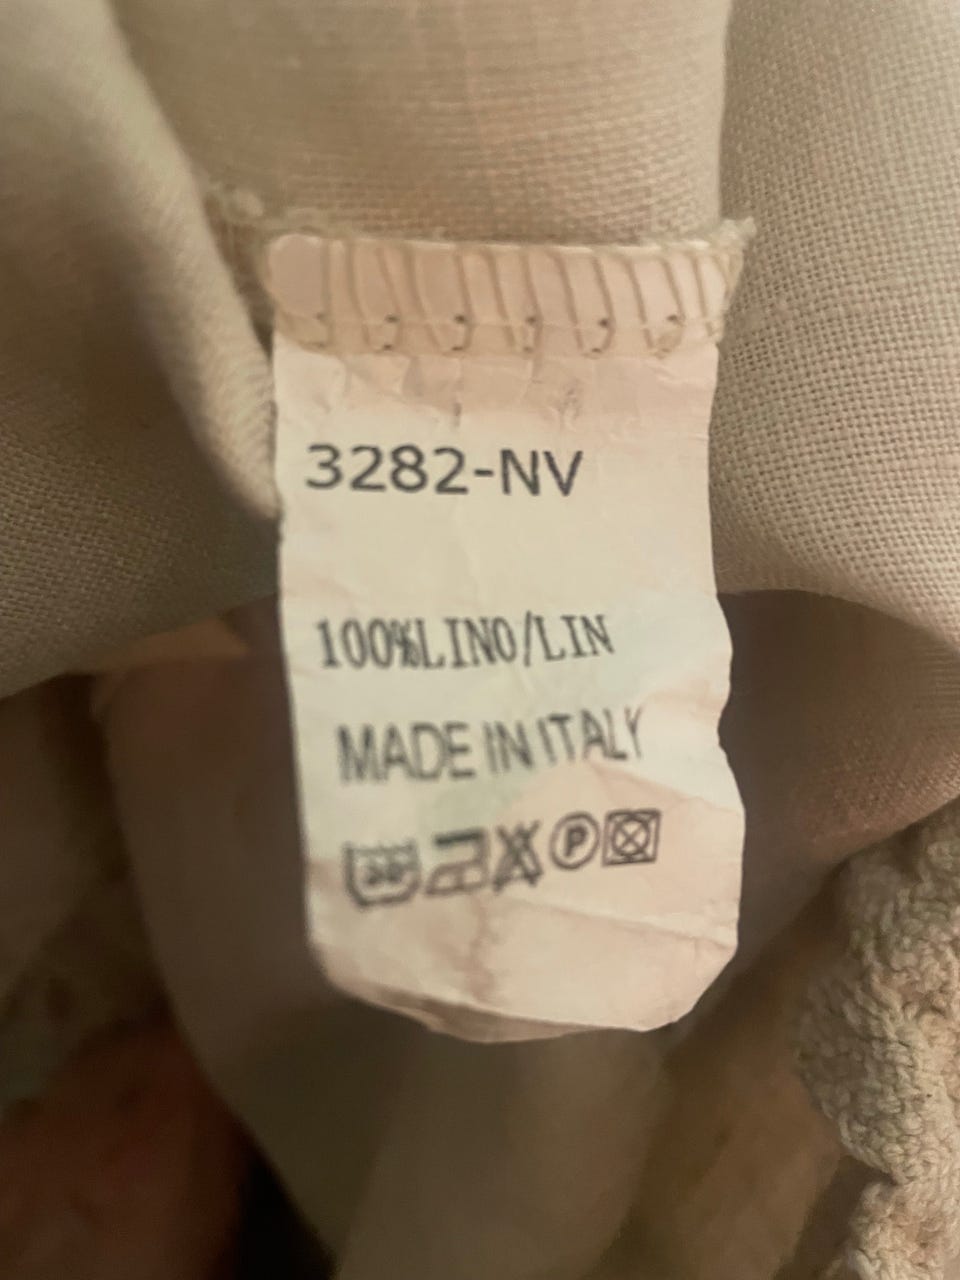 3282-NV
100%LINO/LIN
MADE IN ITALY
P